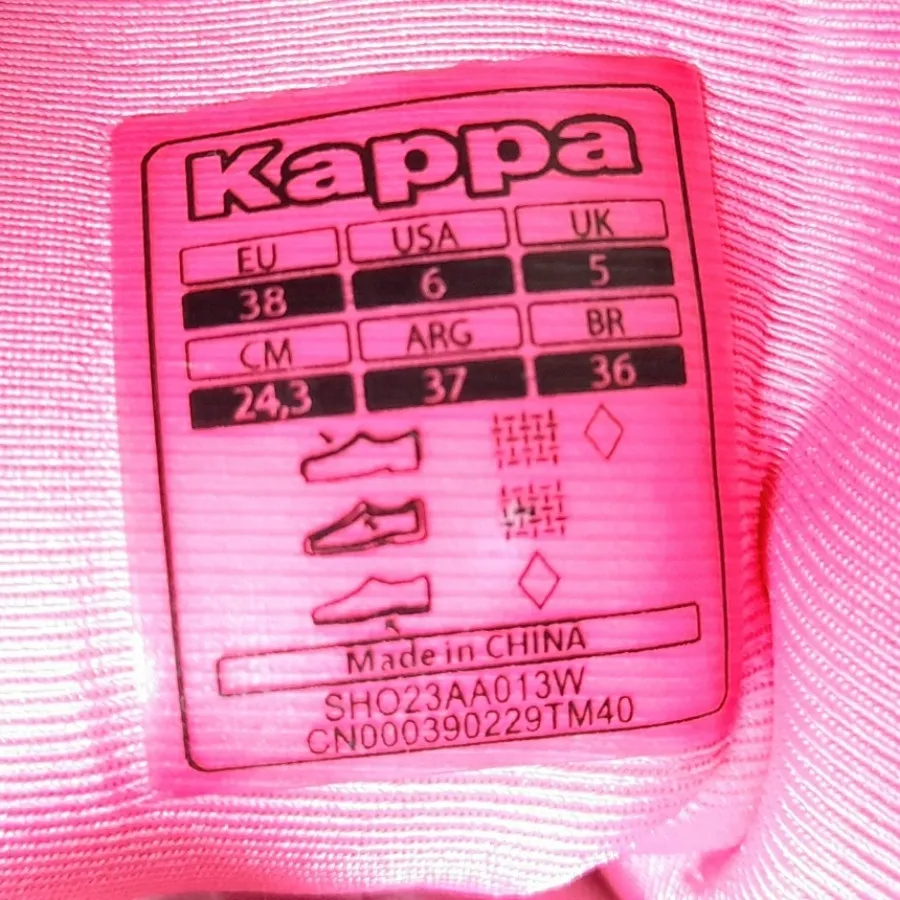 Kappa
EU USA UK
38 6 5
CM ARG BR
24,3 37 36
Made in CHINA
SHO23AA013W
CN000390229TM40